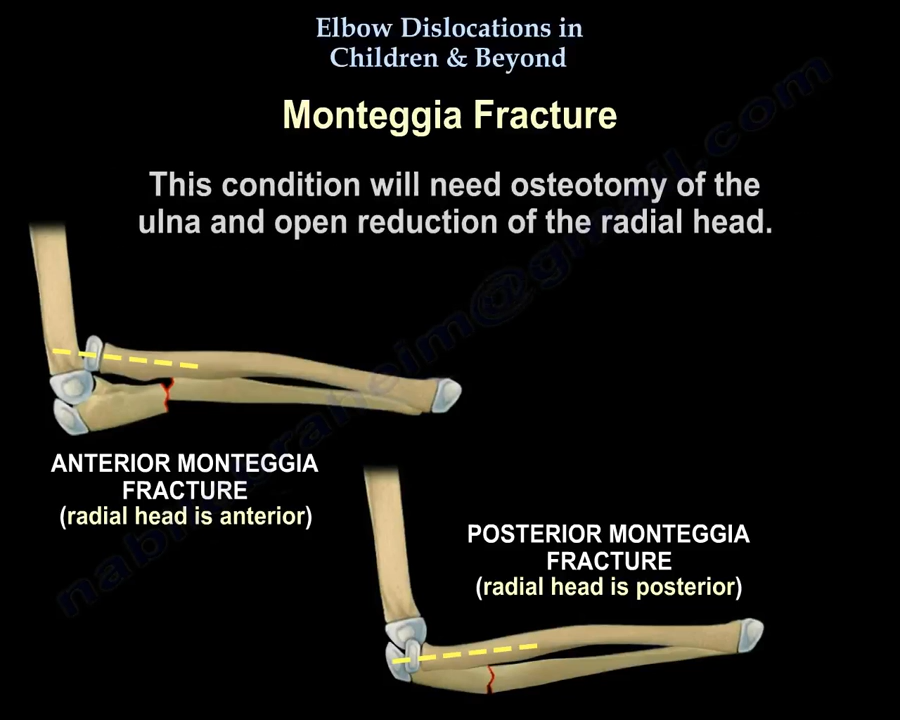 Elbow Dislocations in
Children & Beyond
Monteggia Fracture
This condition will need osteotomy of the
ulna and open reduction of the radial head.
ANTERIOR MONTEGGIA
FRACTURE
(radial head is anterior)
POSTERIOR MONTEGGIA
FRACTURE
(radial head is posterior)